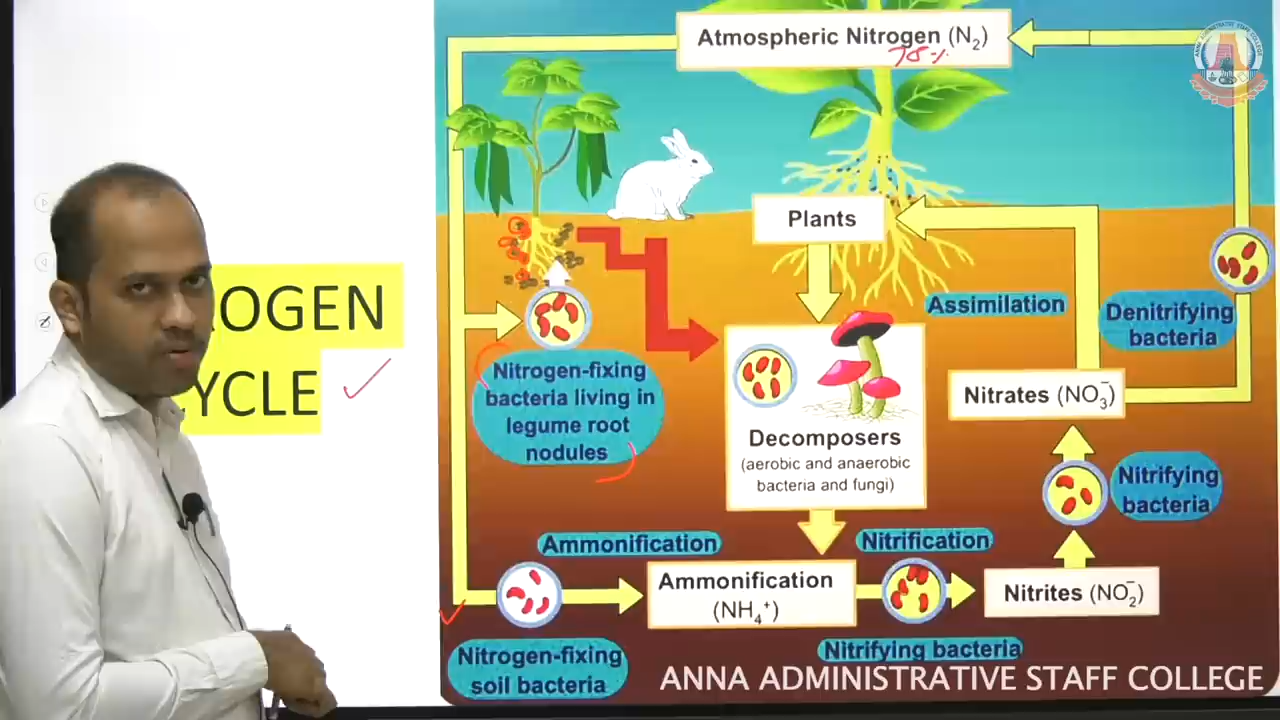 Atmospheric Nitrogen (N₂)
78%
OGEN
YCLE
Plants
Assimilation
Denitrifying
bacteria
Nitrogen-fixing
bacteria living in
legume root
nodules
Nitrates (NO₃⁻)
Decomposers
(aerobic and anaerobic
bacteria and fungi)
Nitrifying
bacteria
Ammonification
Nitrification
Ammonification
(NH₄⁺)
Nitrites (NO₂⁻)
Nitrogen-fixing
soil bacteria
Nitrifying bacteria
ANNA ADMINISTRATIVE STAFF COLLEGE